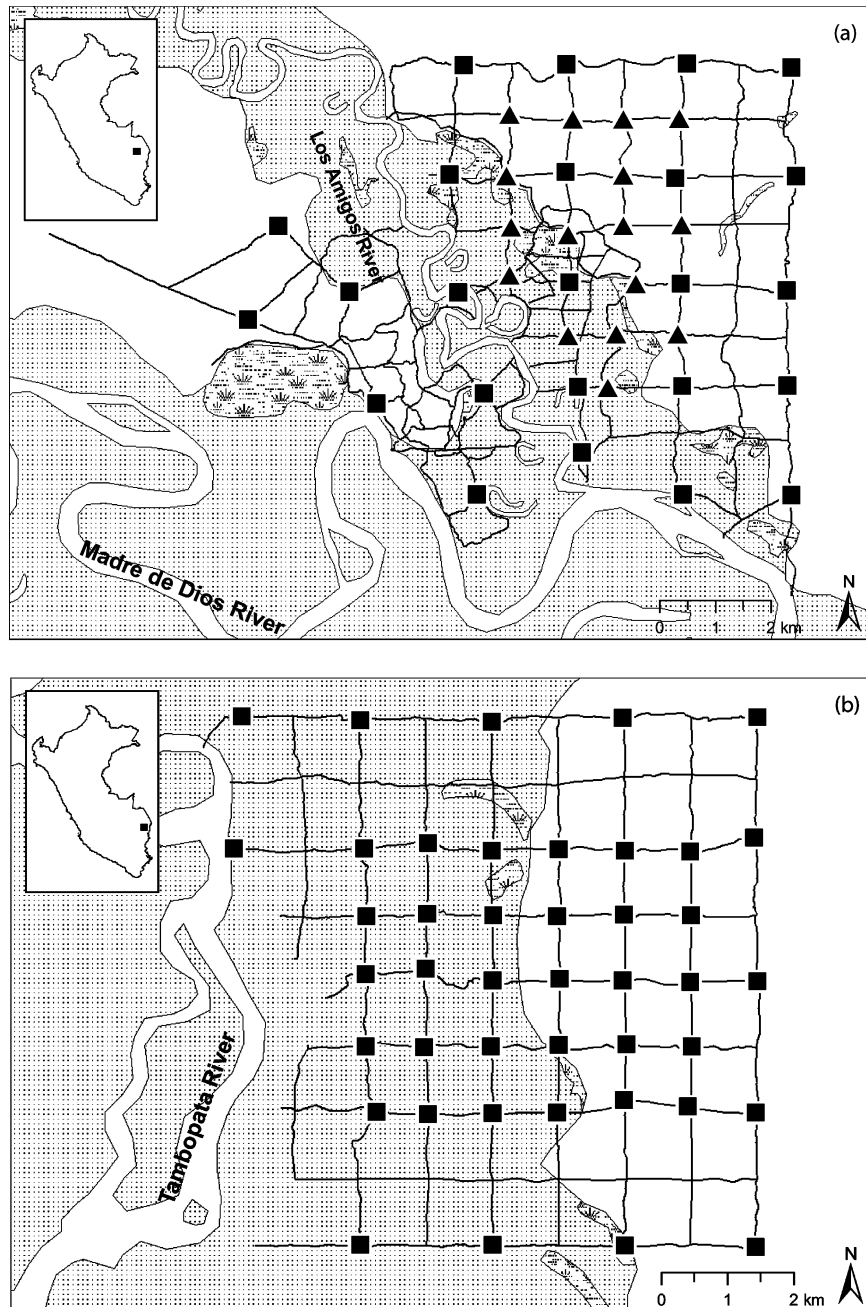 (a)
Los Amigos River
Madre de Dios River
N
0 1 2 km
(b)
Tambopata River
N
0 1 2 km